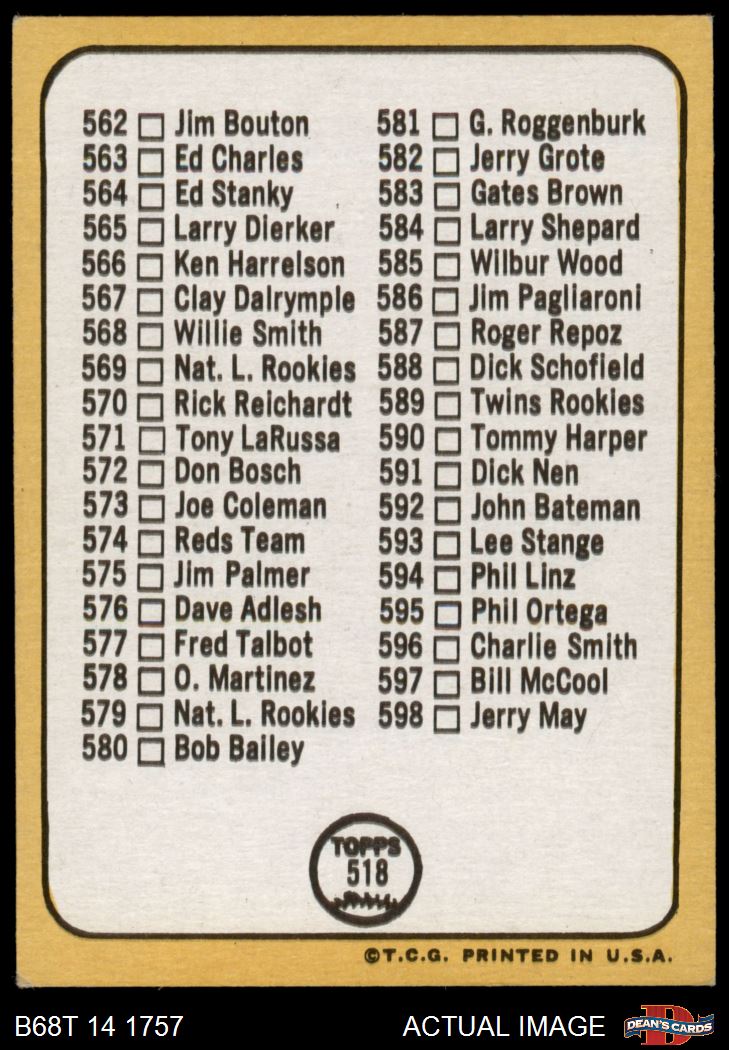 562 Jim Bouton
563 Ed Charles
564 Ed Stanky
565 Larry Dierker
566 Ken Harrelson
567 Clay Dalrymple
568 Willie Smith
569 Nat. L. Rookies
570 Rick Reichardt
571 Tony LaRussa
572 Don Bosch
573 Joe Coleman
574 Reds Team
575 Jim Palmer
576 Dave Adlesh
577 Fred Talbot
578 O. Martinez
579 Nat. L. Rookies
580 Bob Bailey
581 G. Roggenburk
582 Jerry Grote
583 Gates Brown
584 Larry Shepard
585 Wilbur Wood
586 Jim Pagliaroni
587 Roger Repoz
588 Dick Schofield
589 Twins Rookies
590 Tommy Harper
591 Dick Nen
592 John Bateman
593 Lee Stange
594 Phil Linz
595 Phil Ortega
596 Charlie Smith
597 Bill McCool
598 Jerry May
TOPPS
518
©T.C.G. PRINTED IN U.S.A.
B68T 14 1757
ACTUAL IMAGE
D
DEAN'S CARDS